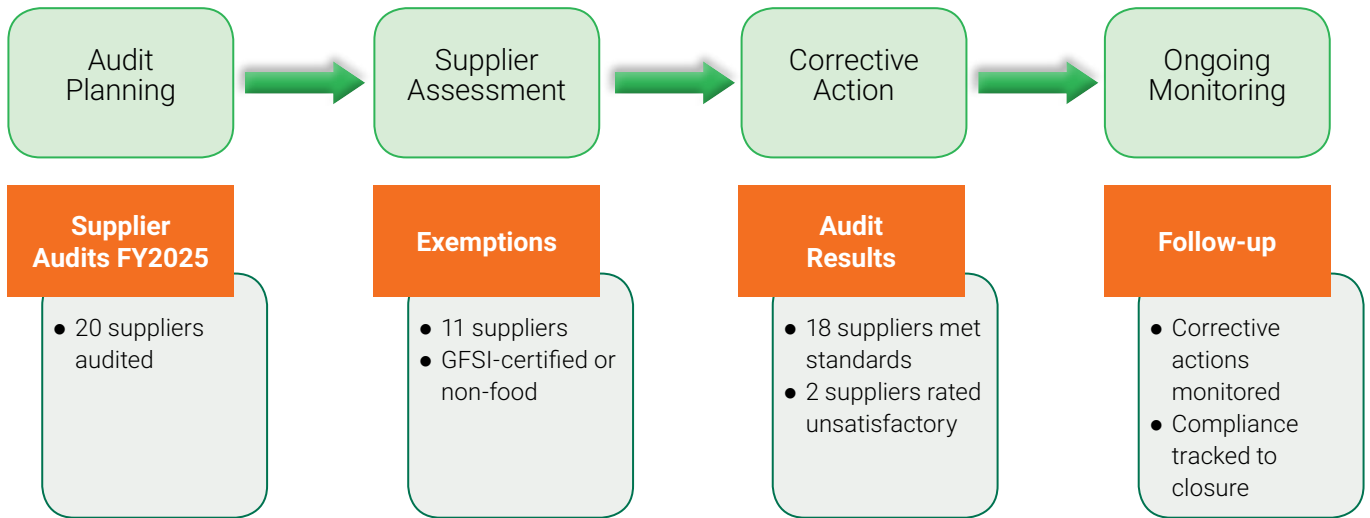 Audit
Planning
Supplier
Assessment
Corrective
Action
Ongoing
Monitoring
Supplier
Audits FY2025
● 20 suppliers
audited
Exemptions
● 11 suppliers
● GFSI-certified or
non-food
Audit
Results
● 18 suppliers met
standards
● 2 suppliers rated
unsatisfactory
Follow-up
● Corrective
actions
monitored
● Compliance
tracked to
closure